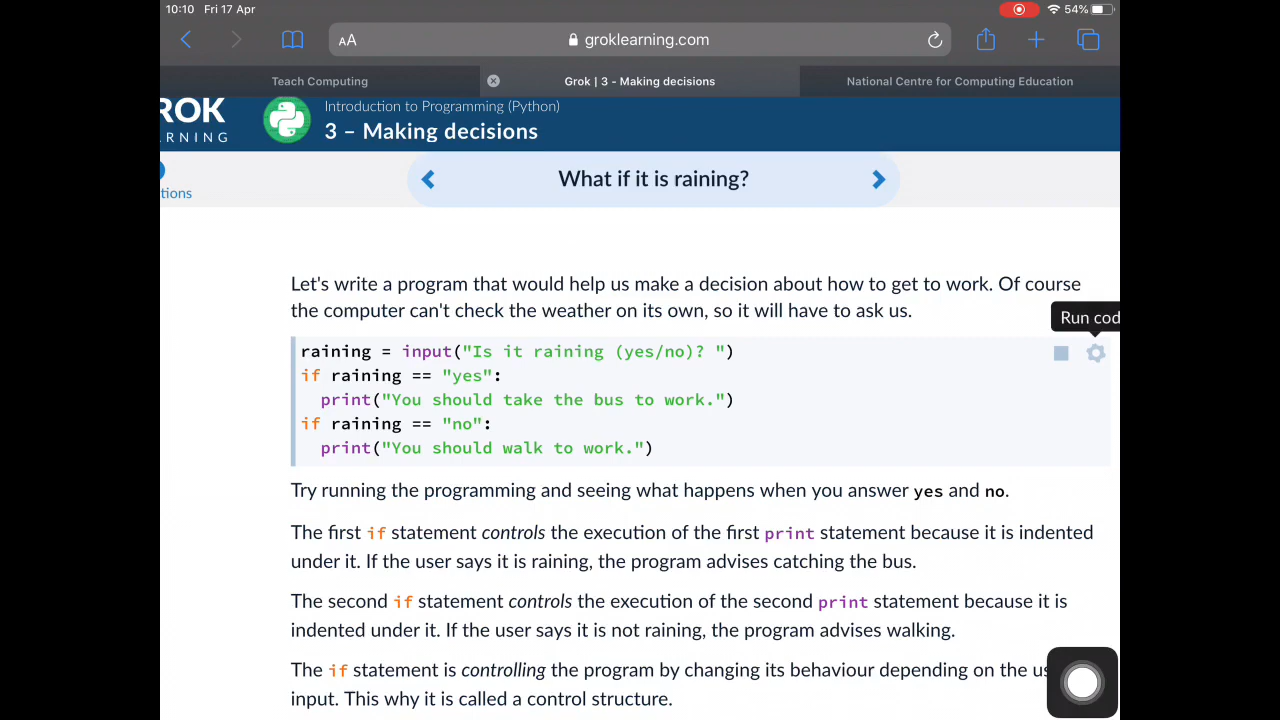 10:10 Fri 17 Apr
54%
AA
groklearning.com
Teach Computing
Grok | 3 - Making decisions
National Centre for Computing Education
ROK
RNING
Introduction to Programming (Python)
3 – Making decisions
tions
What if it is raining?
Let's write a program that would help us make a decision about how to get to work. Of course
the computer can't check the weather on its own, so it will have to ask us.
Run cod
raining = input("Is it raining (yes/no)? ")
if raining == "yes":
  print("You should take the bus to work.")
if raining == "no":
  print("You should walk to work.")
Try running the programming and seeing what happens when you answer yes and no.
The first if statement controls the execution of the first print statement because it is indented
under it. If the user says it is raining, the program advises catching the bus.
The second if statement controls the execution of the second print statement because it is
indented under it. If the user says it is not raining, the program advises walking.
The if statement is controlling the program by changing its behaviour depending on the us
input. This why it is called a control structure.